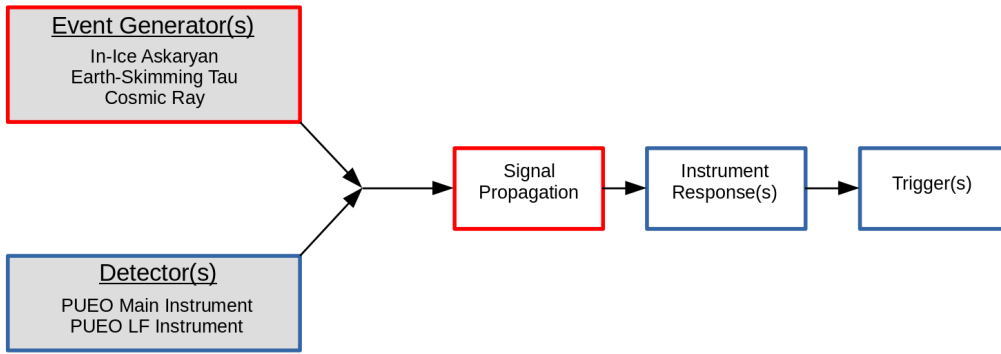 Event Generator(s)
In-Ice Askaryan
Earth-Skimming Tau
Cosmic Ray
Signal
Propagation
Instrument
Response(s)
Trigger(s)
Detector(s)
PUEO Main Instrument
PUEO LF Instrument